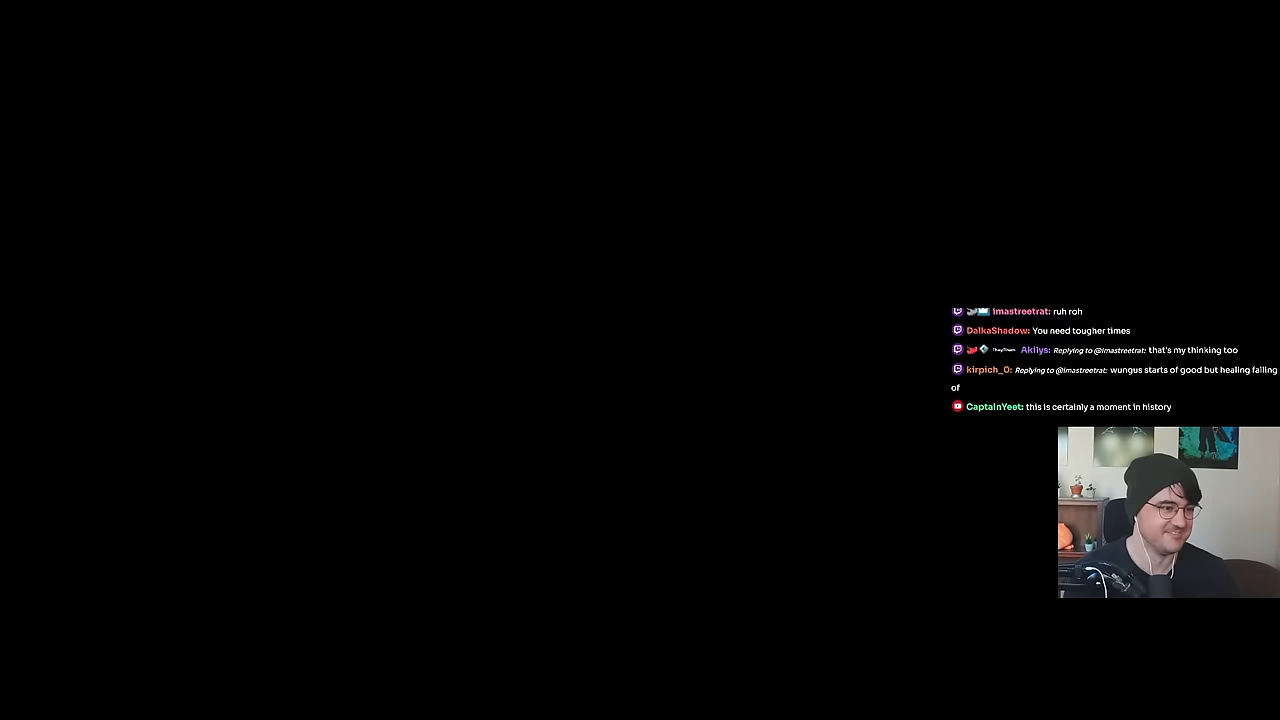 Imastreetrat: ruh roh
DalkaShadow: You need tougher times
TheyThem Akilys: Replying to @Imastreetrat: that's my thinking too
kirpich_0: Replying to @Imastreetrat: wungus starts of good but healing falling
of
CaptainYeet: this is certainly a moment in history